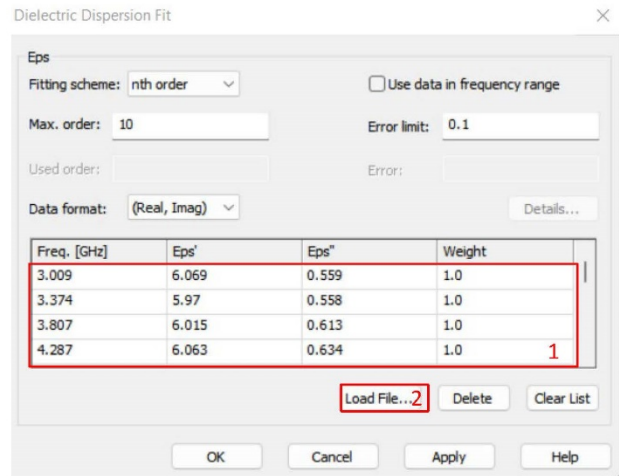 Dielectric Dispersion Fit
Eps
Fitting scheme: nth order
Use data in frequency range
Max. order: 10
Error limit: 0.1
Used order:
Error:
Data format: (Real, Imag)
Details...
Freq. [GHz] Eps' Eps" Weight
3.009 6.069 0.559 1.0
3.374 5.97 0.558 1.0
3.807 6.015 0.613 1.0
4.287 6.063 0.634 1.0
1
Load File... 2 Delete Clear List
OK Cancel Apply Help